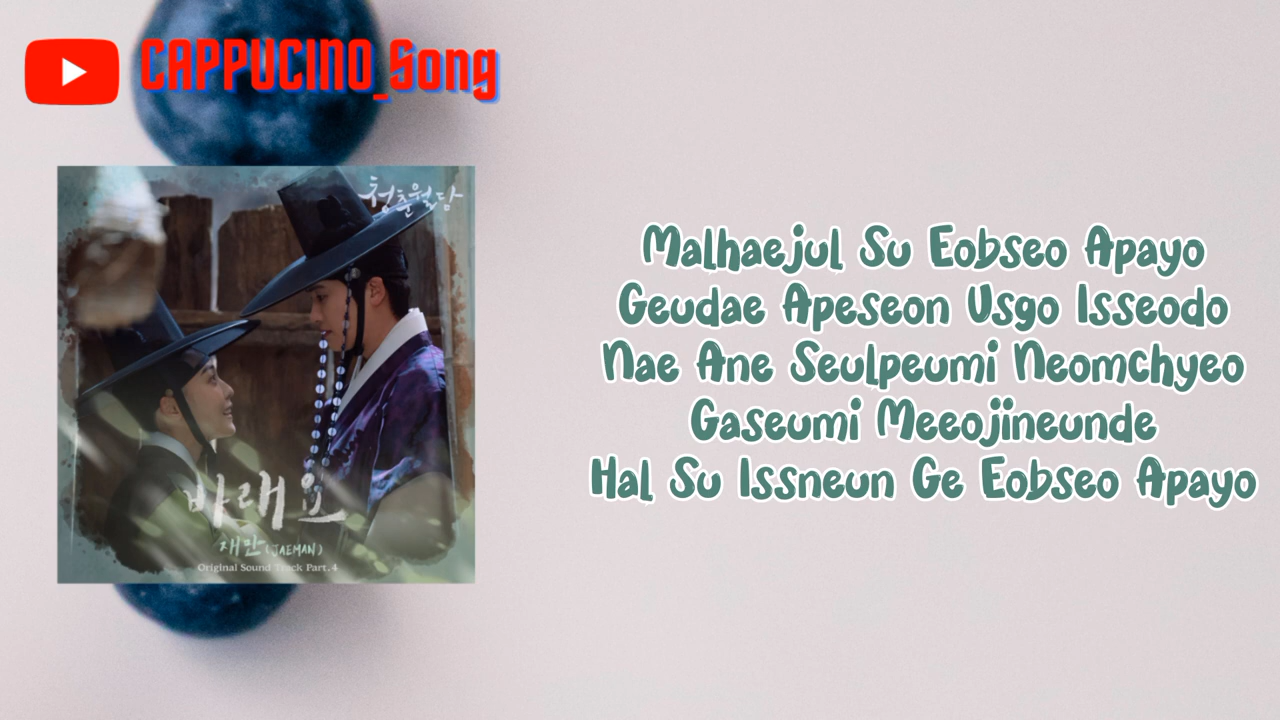 CAPPUCINO_Song
청춘월담
바래요
재만 (JAEMAN)
Original Sound Track Part.4
Malhaejul Su Eobseo Apayo
Geudae Apeseon Usgo Isseodo
Nae Ane Seulpeumi Neomchyeo
Gaseumi Meeojineunde
Hal Su Issneun Ge Eobseo Apayo